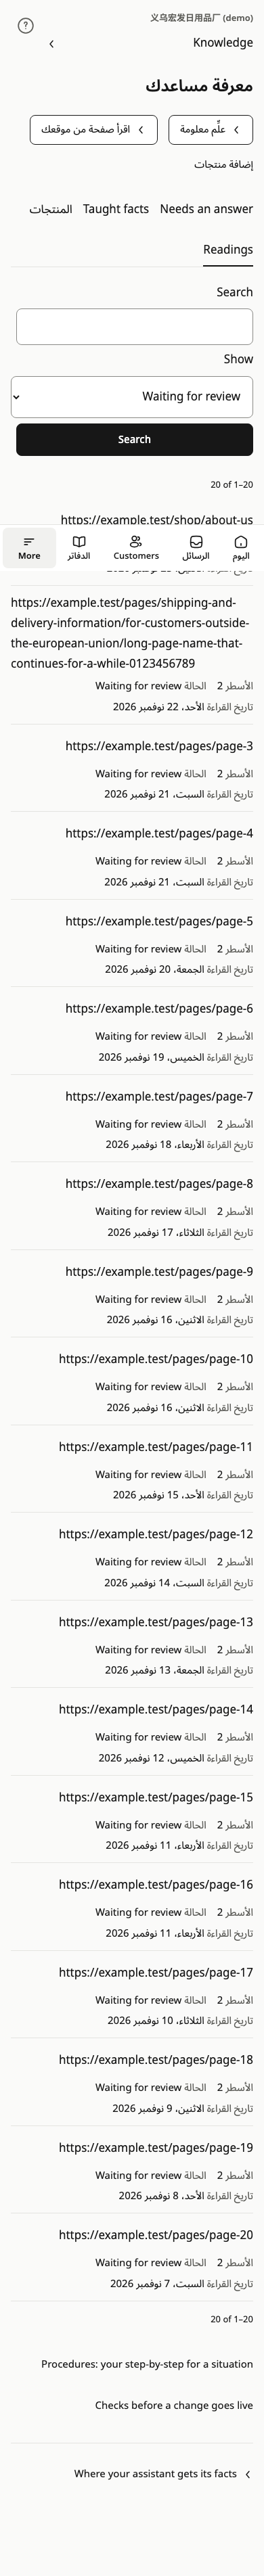 义乌宏发日用品厂 (demo)
Knowledge
معرفة مساعدك
علِّم معلومة
اقرأ صفحة من موقعك
إضافة منتجات
Needs an answer
Taught facts
المنتجات
Readings
Search
Show
Waiting for review
Search
20 of 1–20
https://example.test/shop/about-us
اليوم
الرسائل
Customers
الدفاتر
More
https://example.test/pages/shipping-and-
delivery-information/for-customers-outside-
the-european-union/long-page-name-that-
continues-for-a-while-0123456789
الأسطر 2 الحالة Waiting for review
تاريخ القراءة الأحد، 22 نوفمبر 2026
https://example.test/pages/page-3
الأسطر 2 الحالة Waiting for review
تاريخ القراءة السبت، 21 نوفمبر 2026
https://example.test/pages/page-4
الأسطر 2 الحالة Waiting for review
تاريخ القراءة السبت، 21 نوفمبر 2026
https://example.test/pages/page-5
الأسطر 2 الحالة Waiting for review
تاريخ القراءة الجمعة، 20 نوفمبر 2026
https://example.test/pages/page-6
الأسطر 2 الحالة Waiting for review
تاريخ القراءة الخميس، 19 نوفمبر 2026
https://example.test/pages/page-7
الأسطر 2 الحالة Waiting for review
تاريخ القراءة الأربعاء، 18 نوفمبر 2026
https://example.test/pages/page-8
الأسطر 2 الحالة Waiting for review
تاريخ القراءة الثلاثاء، 17 نوفمبر 2026
https://example.test/pages/page-9
الأسطر 2 الحالة Waiting for review
تاريخ القراءة الاثنين، 16 نوفمبر 2026
https://example.test/pages/page-10
الأسطر 2 الحالة Waiting for review
تاريخ القراءة الاثنين، 16 نوفمبر 2026
https://example.test/pages/page-11
الأسطر 2 الحالة Waiting for review
تاريخ القراءة الأحد، 15 نوفمبر 2026
https://example.test/pages/page-12
الأسطر 2 الحالة Waiting for review
تاريخ القراءة السبت، 14 نوفمبر 2026
https://example.test/pages/page-13
الأسطر 2 الحالة Waiting for review
تاريخ القراءة الجمعة، 13 نوفمبر 2026
https://example.test/pages/page-14
الأسطر 2 الحالة Waiting for review
تاريخ القراءة الخميس، 12 نوفمبر 2026
https://example.test/pages/page-15
الأسطر 2 الحالة Waiting for review
تاريخ القراءة الأربعاء، 11 نوفمبر 2026
https://example.test/pages/page-16
الأسطر 2 الحالة Waiting for review
تاريخ القراءة الأربعاء، 11 نوفمبر 2026
https://example.test/pages/page-17
الأسطر 2 الحالة Waiting for review
تاريخ القراءة الثلاثاء، 10 نوفمبر 2026
https://example.test/pages/page-18
الأسطر 2 الحالة Waiting for review
تاريخ القراءة الاثنين، 9 نوفمبر 2026
https://example.test/pages/page-19
الأسطر 2 الحالة Waiting for review
تاريخ القراءة الأحد، 8 نوفمبر 2026
https://example.test/pages/page-20
الأسطر 2 الحالة Waiting for review
تاريخ القراءة السبت، 7 نوفمبر 2026
20 of 1–20
Procedures: your step-by-step for a situation
Checks before a change goes live
Where your assistant gets its facts